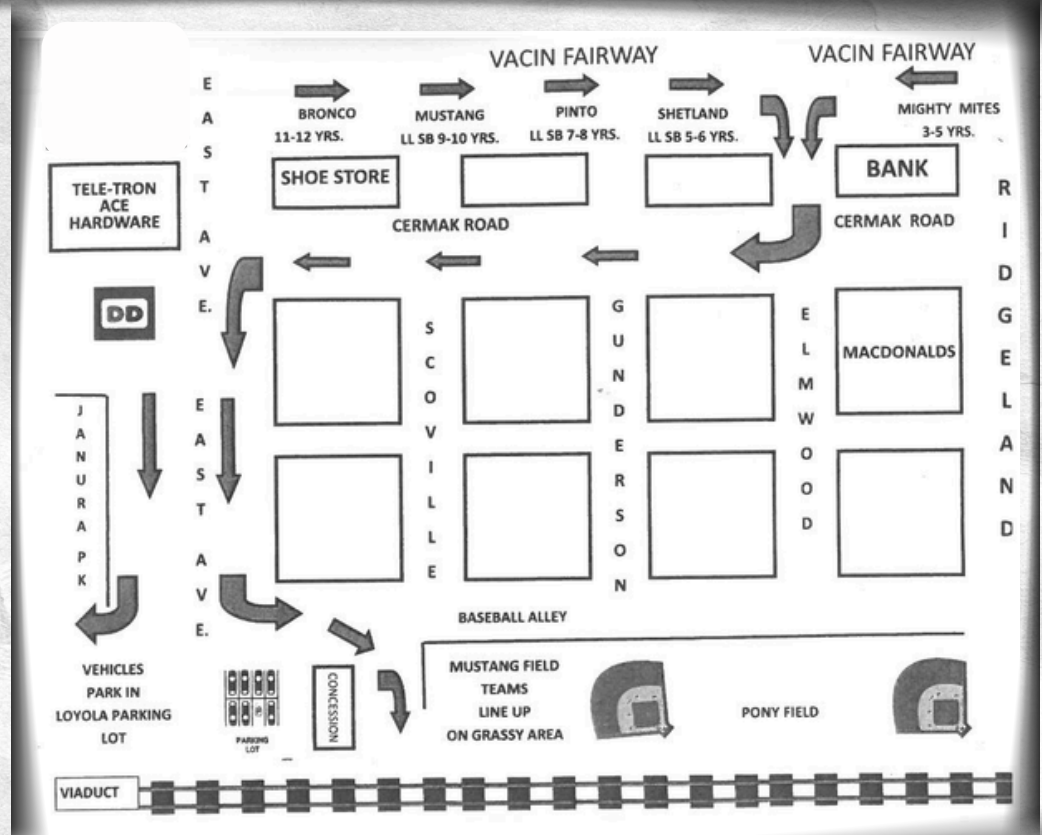 VACIN FAIRWAY
VACIN FAIRWAY
BRONCO
11-12 YRS.
MUSTANG
LL SB 9-10 YRS.
PINTO
LL SB 7-8 YRS.
SHETLAND
LL SB 5-6 YRS.
MIGHTY MITES
3-5 YRS.
EAST AVE.
TELE-TRON
ACE
HARDWARE
SHOE STORE
BANK
CERMAK ROAD
CERMAK ROAD
RIDGELAND
DD
SCOVILLE
GUNDERSON
ELMWOOD
MACDONALDS
JANURA PK
EAST AVE.
BASEBALL ALLEY
VEHICLES
PARK IN
LOYOLA PARKING
LOT
PARKING
LOT
CONCESSION
MUSTANG FIELD
TEAMS
LINE UP
ON GRASSY AREA
PONY FIELD
VIADUCT